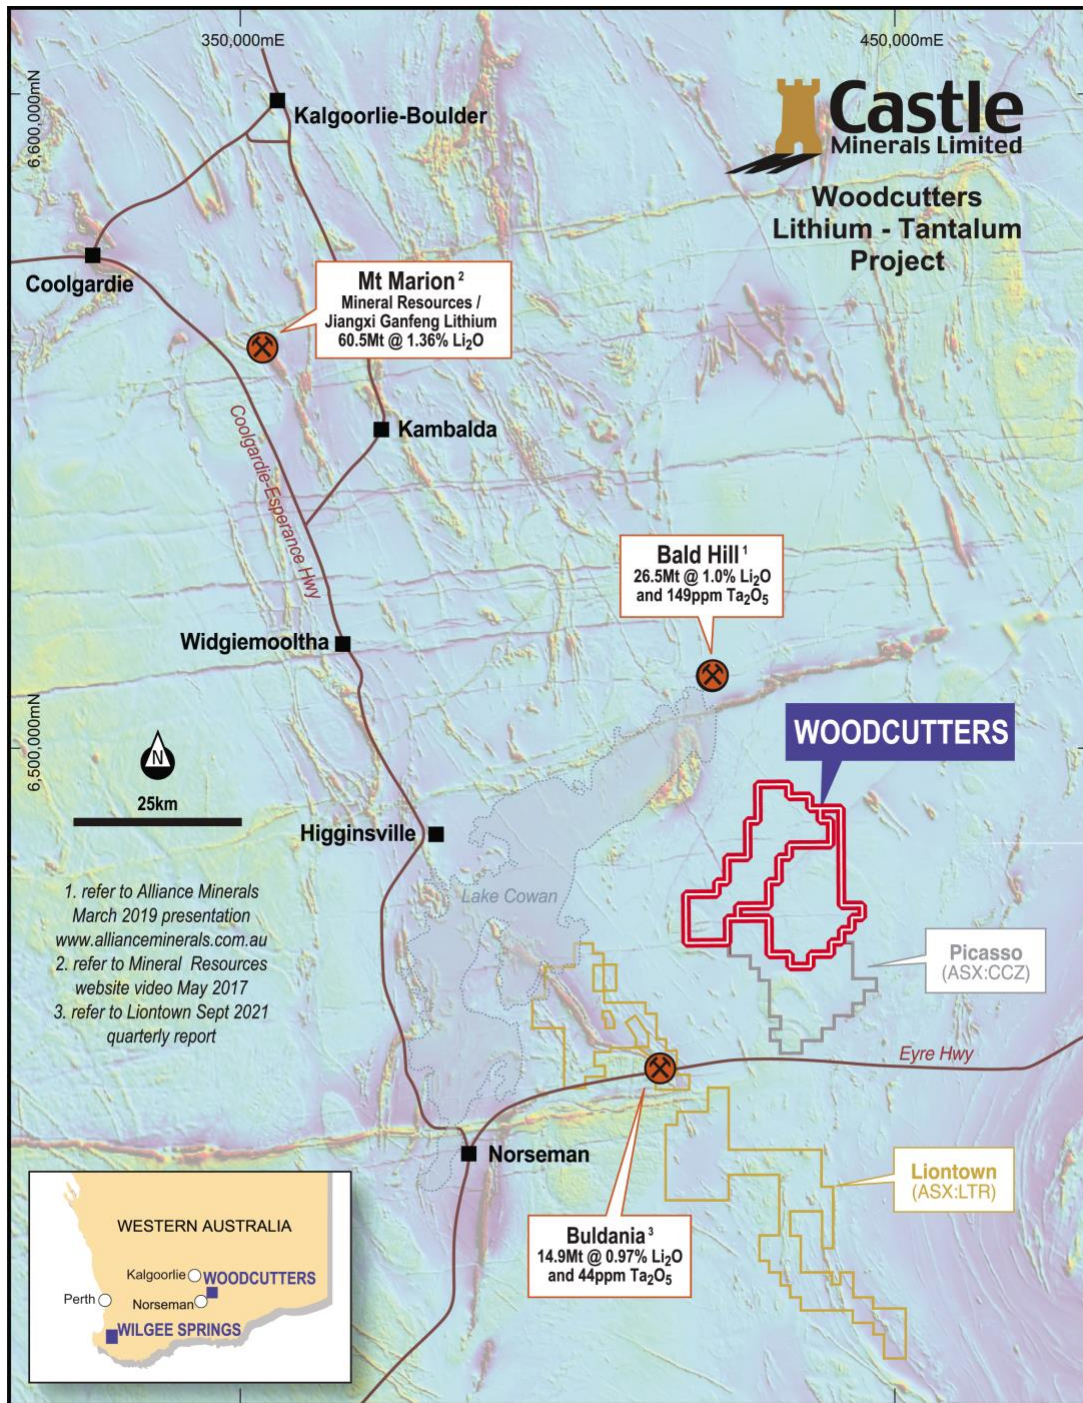 350,000mE
450,000mE
6,600,000mN
Kalgoorlie-Boulder
Castle
Minerals Limited
Woodcutters
Lithium - Tantalum
Project
Coolgardie
Mt Marion 2
Mineral Resources /
Jiangxi Ganfeng Lithium
60.5Mt @ 1.36% Li2O
Coolgardie-Esperance Hwy
Kambalda
Bald Hill 1
26.5Mt @ 1.0% Li2O
and 149ppm Ta2O5
Widgiemooltha
6,500,000mN
N
25km
WOODCUTTERS
Higginsville
Lake Cowan
1. refer to Alliance Minerals
March 2019 presentation
www.allianceminerals.com.au
2. refer to Mineral Resources
website video May 2017
3. refer to Liontown Sept 2021
quarterly report
Picasso
(ASX:CCZ)
Eyre Hwy
Norseman
Liontown
(ASX:LTR)
Buldania 3
14.9Mt @ 0.97% Li2O
and 44ppm Ta2O5
WESTERN AUSTRALIA
Kalgoorlie
WOODCUTTERS
Perth
Norseman
WILGEE SPRINGS